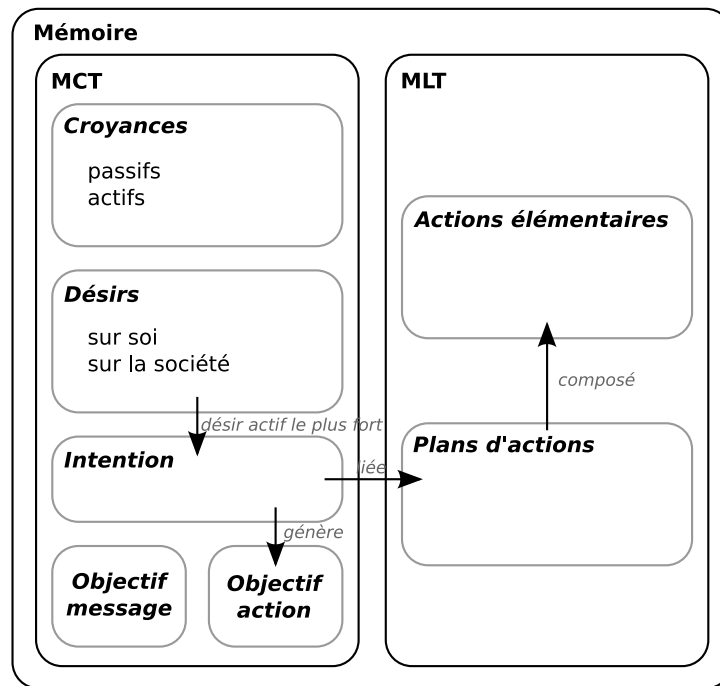 Mémoire
MCT
Croyances
passifs
actifs
Désirs
sur soi
sur la société
désir actif le plus fort
Intention
liée
génère
Objectif
message
Objectif
action
MLT
Actions élémentaires
composé
Plans d'actions